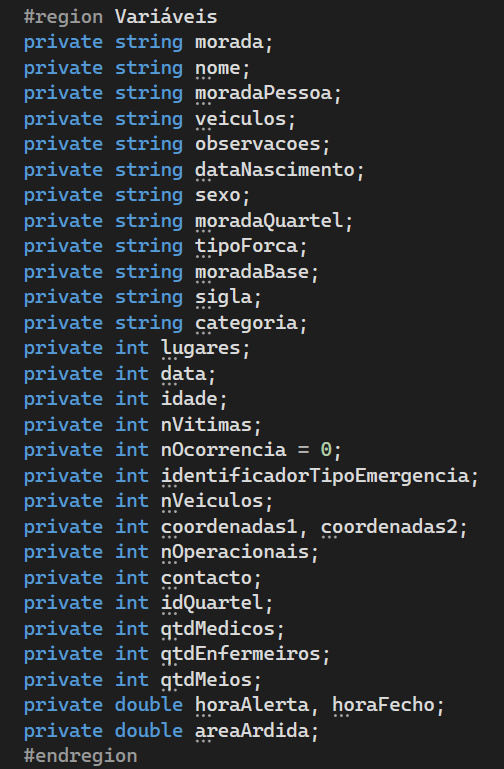 #region Variáveis
private string morada;
private string nome;
private string moradaPessoa;
private string veiculos;
private string observacoes;
private string dataNascimento;
private string sexo;
private string moradaQuartel;
private string tipoForca;
private string moradaBase;
private string sigla;
private string categoria;
private int lugares;
private int data;
private int idade;
private int nVitimas;
private int nOcorrencia = 0;
private int identificadorTipoEmergencia;
private int nVeiculos;
private int coordenadas1, coordenadas2;
private int nOperacionais;
private int contacto;
private int idQuartel;
private int qtdMedicos;
private int qtdEnfermeiros;
private int qtdMeios;
private double horaAlerta, horaFecho;
private double areaArdida;
#endregion